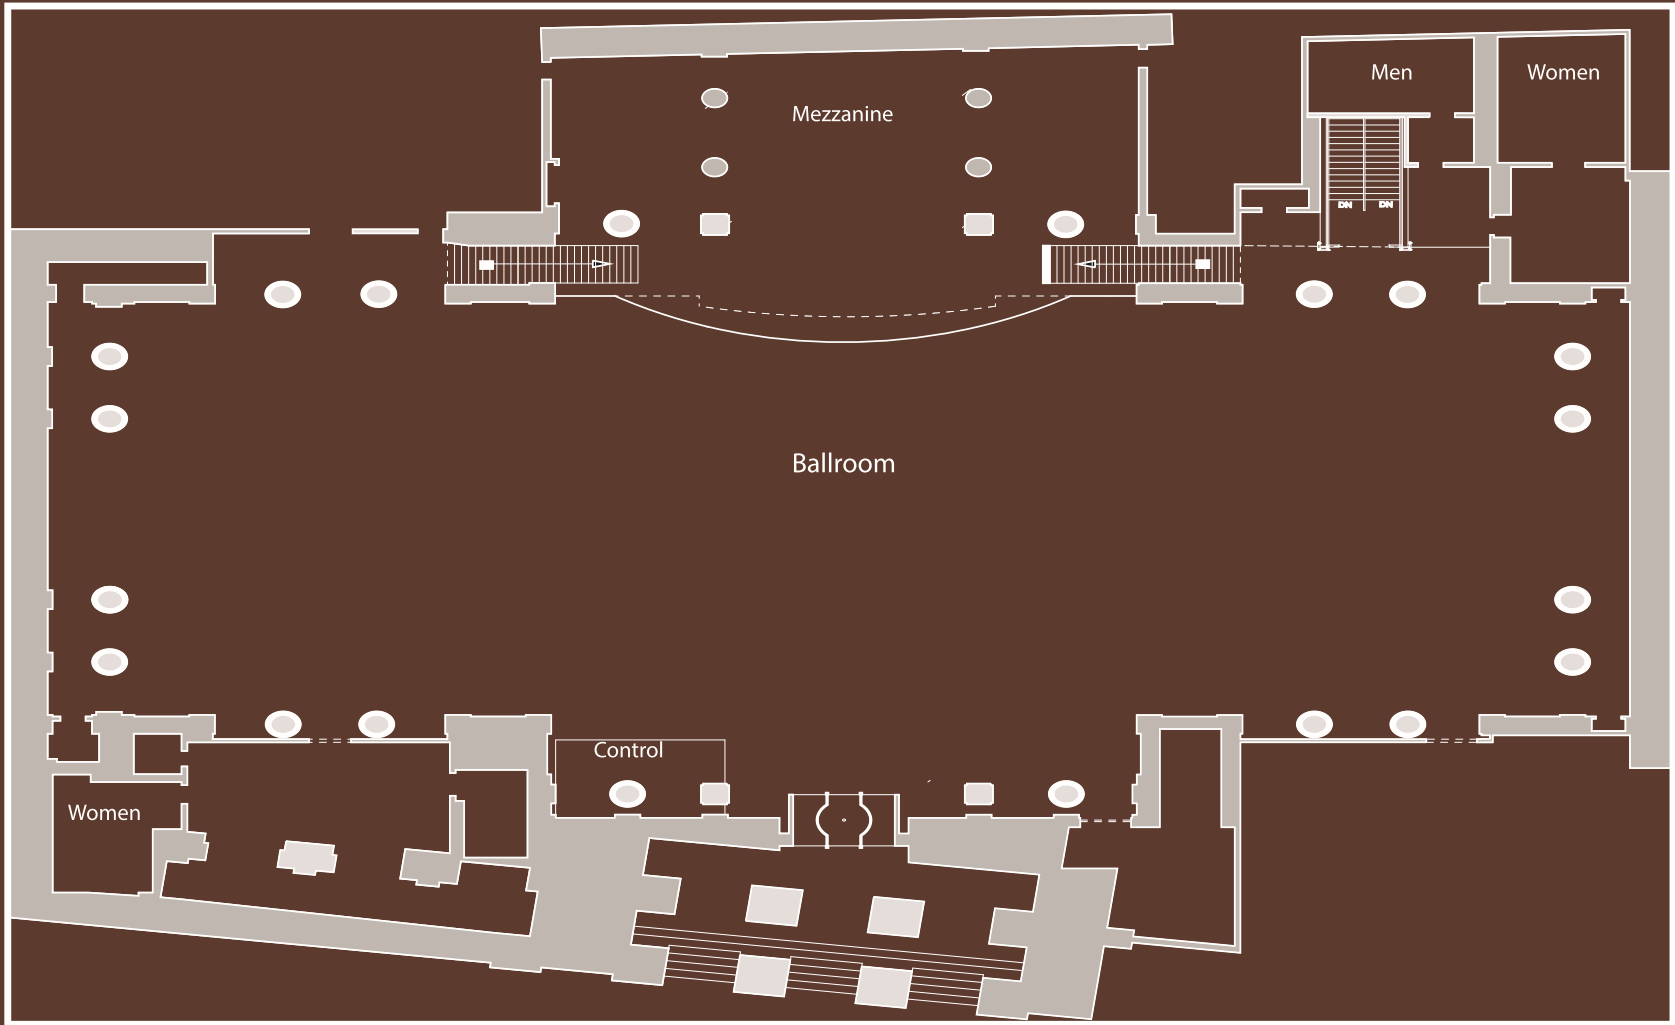 Men
Women
Mezzanine
DN
DN
Ballroom
Control
Women